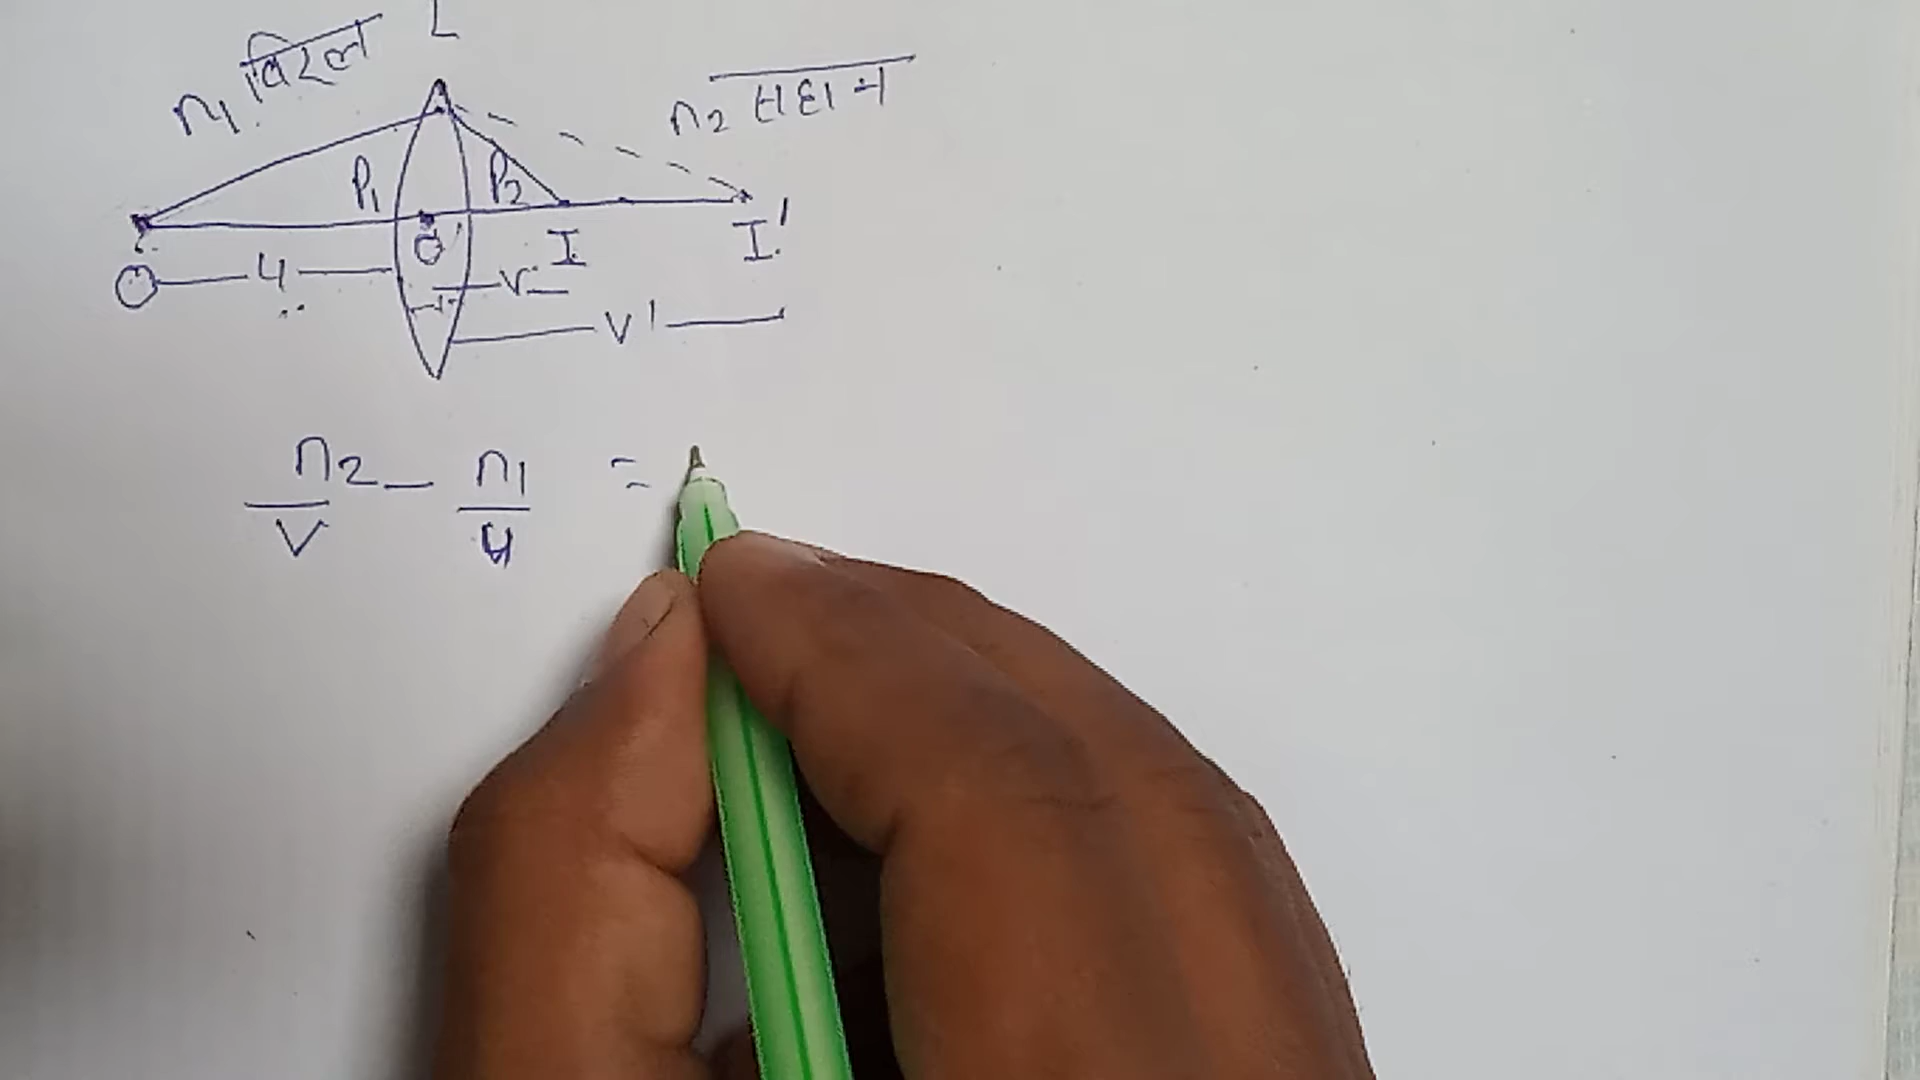 L
n1 विरल
n2 सघन
P1 P2
O' I I'
O u v
v'
n2/v - n1/u =